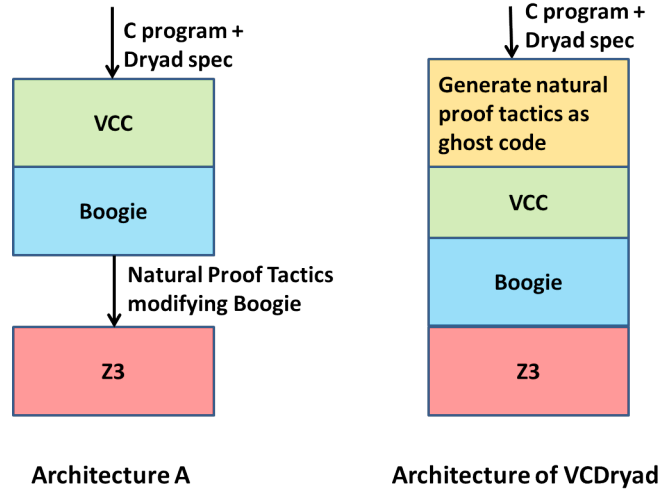 C program +
Dryad spec
VCC
Boogie
Natural Proof Tactics
modifying Boogie
Z3
Architecture A
C program +
Dryad spec
Generate natural
proof tactics as
ghost code
VCC
Boogie
Z3
Architecture of VCDryad